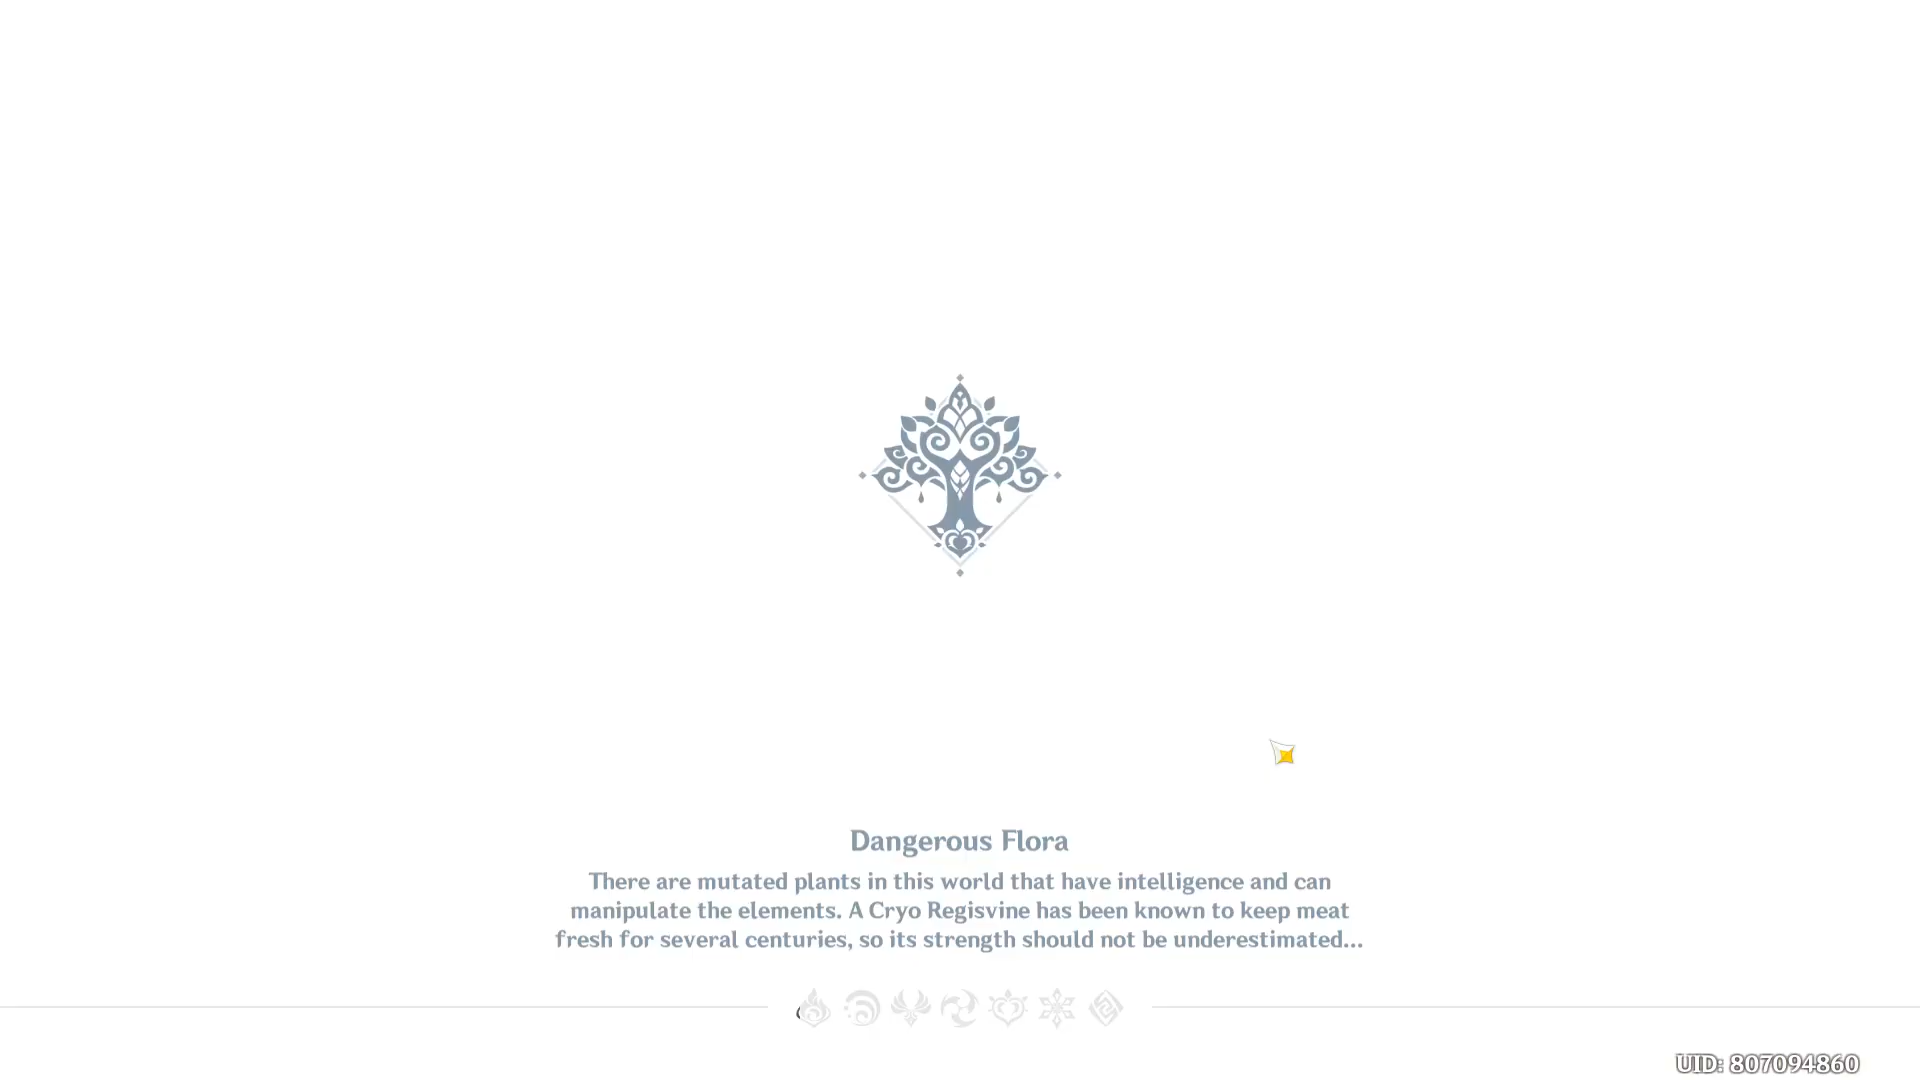 Dangerous Flora
There are mutated plants in this world that have intelligence and can
manipulate the elements. A Cryo Regisvine has been known to keep meat
fresh for several centuries, so its strength should not be underestimated...
UID: 807094860